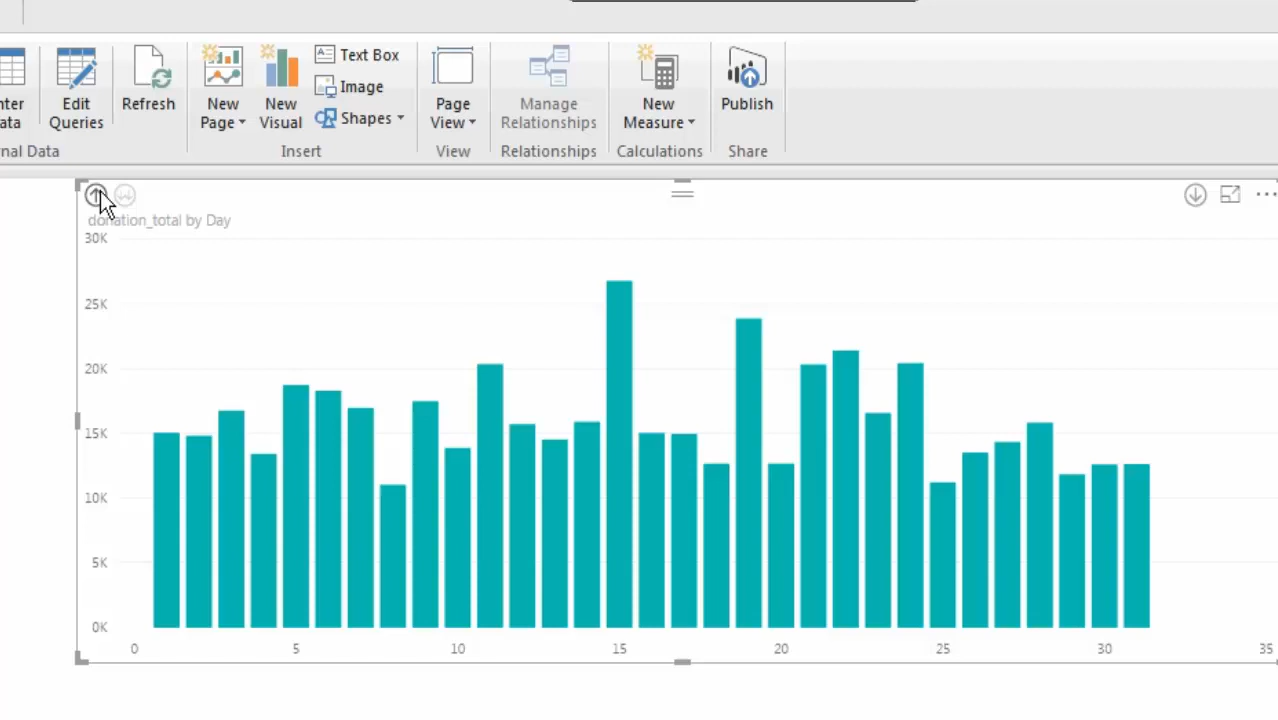 nter
ata
Edit
Queries
Refresh
New
Page
New
Visual
Text Box
Image
Shapes
Page
View
Manage
Relationships
New
Measure
Publish
nal Data
Insert
View
Relationships
Calculations
Share
donation_total by Day
30K
25K
20K
15K
10K
5K
0K
0 5 10 15 20 25 30 35